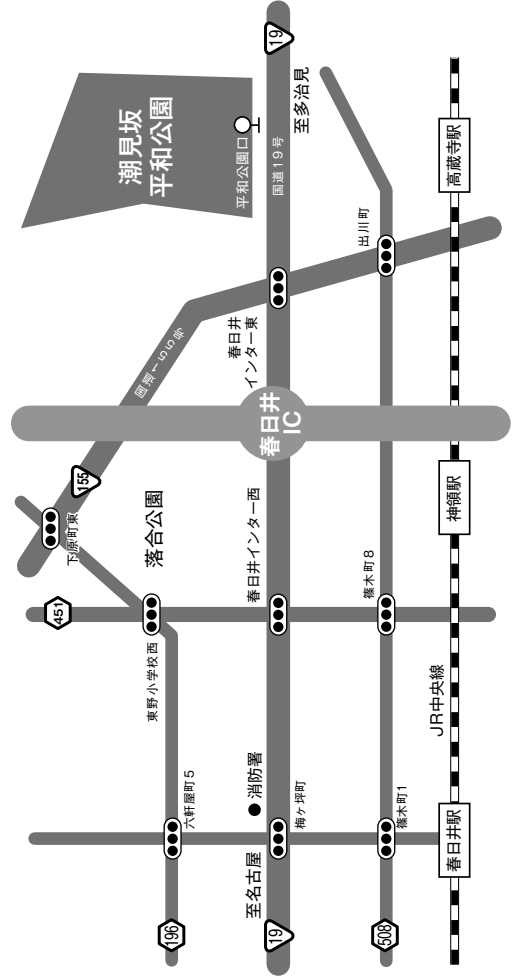 19
潮見坂
平和公園
平和公園口
国道19号
至多治見
高蔵寺駅
出川町
国道155号
春日井
インター東
春日井
IC
155
下原町東
落合公園
春日井インター西
篠木町8
神領駅
451
東野小学校西
JR中央線
六軒屋町5
消防署
梅ヶ坪町
篠木町1
春日井駅
至名古屋
196
19
508